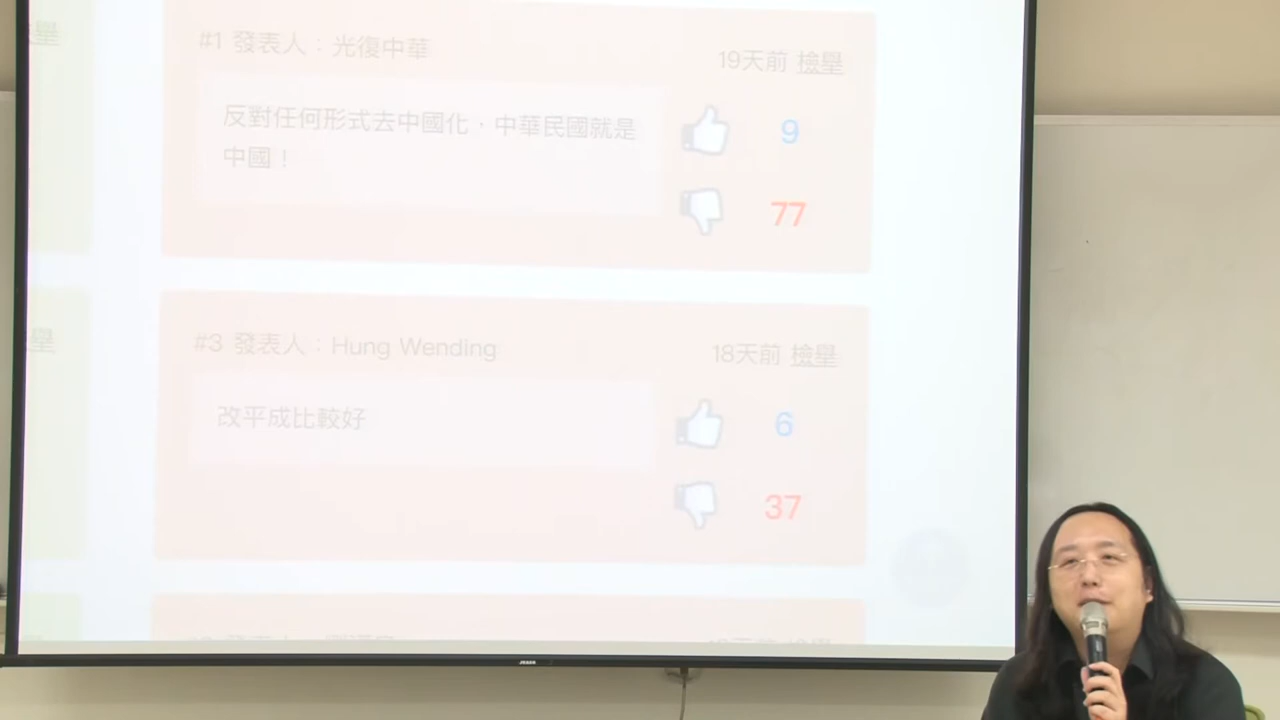 #1 發表人：光復中華
19天前 檢舉
反對任何形式去中國化，中華民國就是
中國！
9
77
#3 發表人：Hung Wending
18天前 檢舉
改平成比較好
6
37